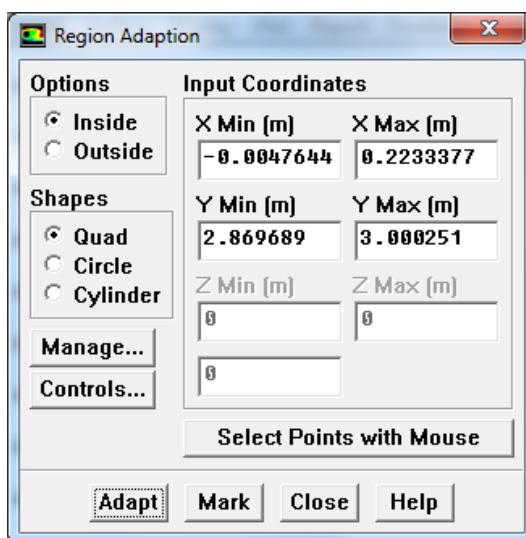 Region Adaption
Options
Inside
Outside
Shapes
Quad
Circle
Cylinder
Manage...
Controls...
Input Coordinates
X Min (m) X Max (m)
-0.0047644 0.2233377
Y Min (m) Y Max (m)
2.869689 3.000251
Z Min (m) Z Max (m)
0 0
0
Select Points with Mouse
Adapt Mark Close Help